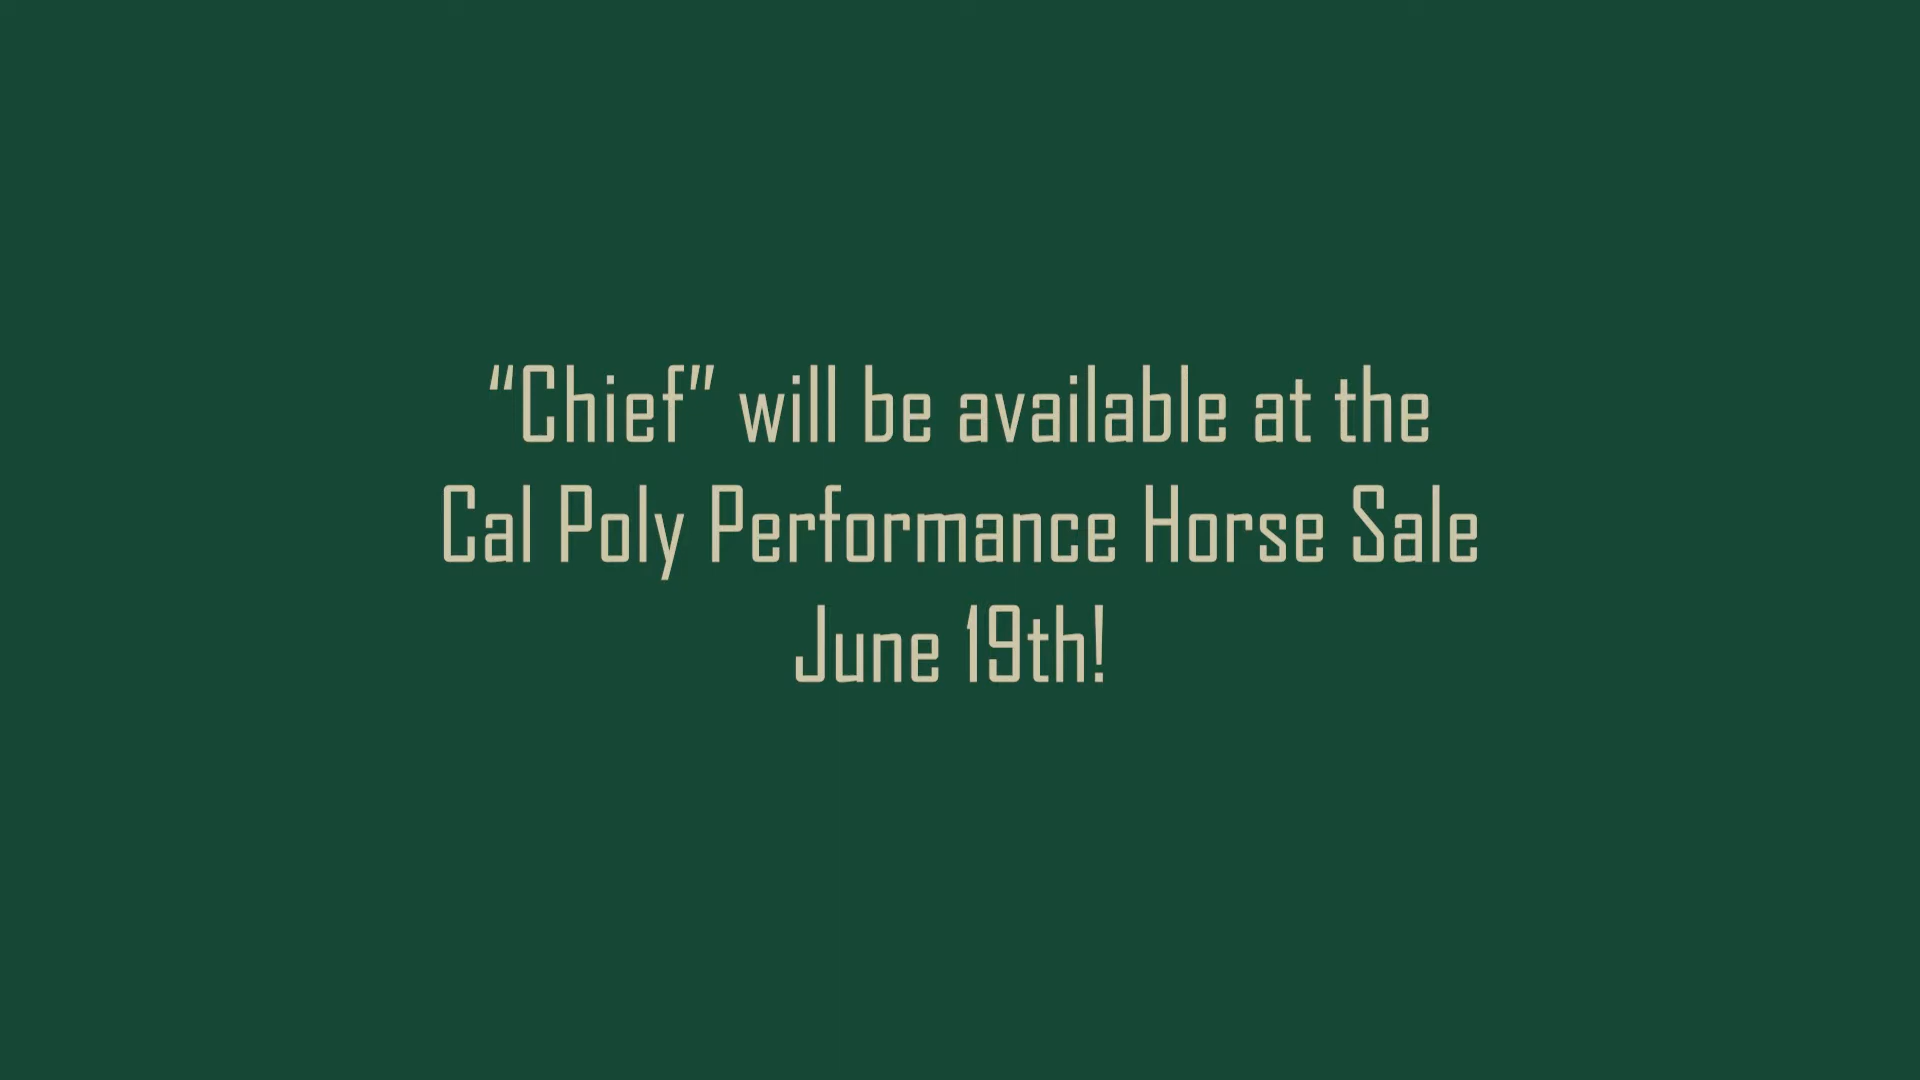 “Chief” will be available at the
Cal Poly Performance Horse Sale
June 19th!